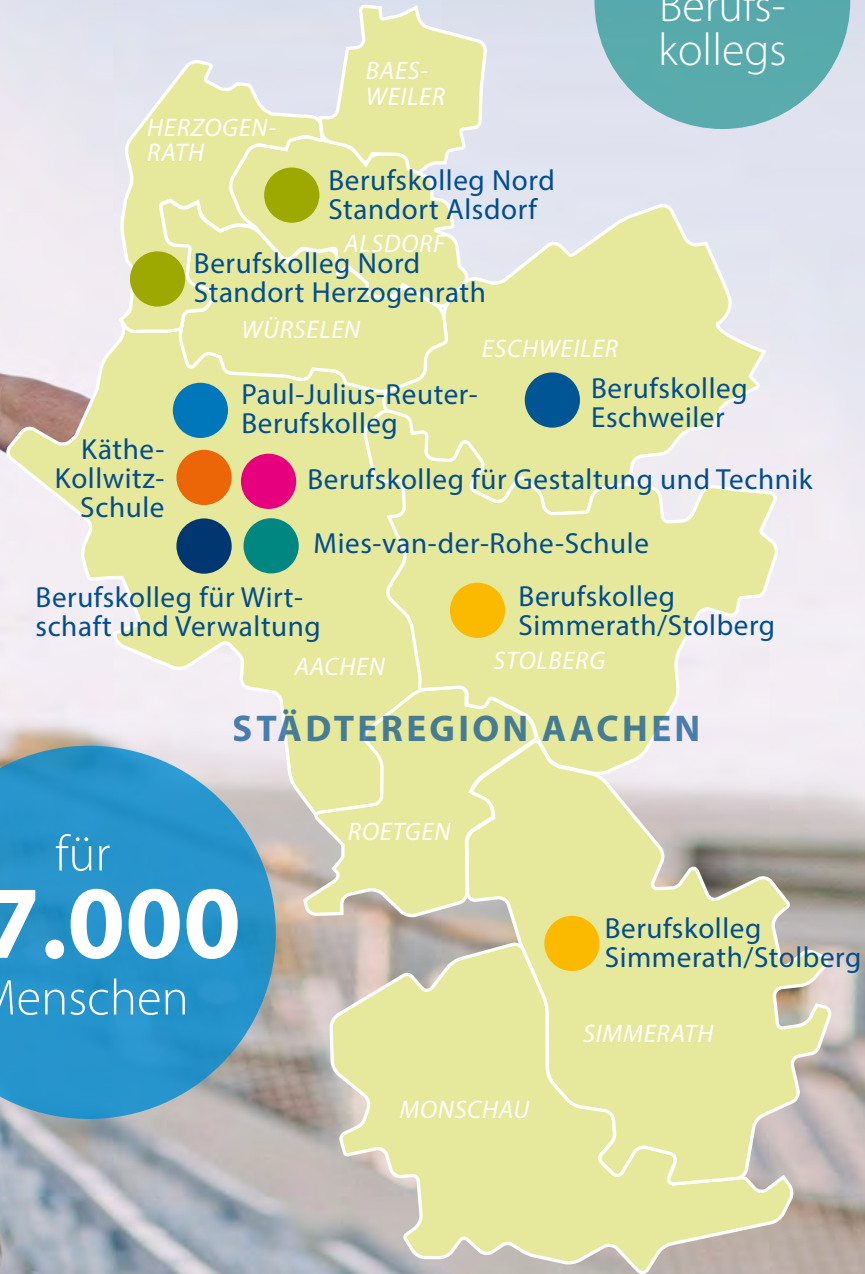 Berufs-
kollegs
BAES-
WEILER
HERZOGEN-
RATH
Berufskolleg Nord
Standort Alsdorf
ALSDORF
Berufskolleg Nord
Standort Herzogenrath
WÜRSELEN
ESCHWEILER
Paul-Julius-Reuter-
Berufskolleg
Berufskolleg
Eschweiler
Käthe-
Kollwitz-
Schule
Berufskolleg für Gestaltung und Technik
Mies-van-der-Rohe-Schule
Berufskolleg für Wirt-
schaft und Verwaltung
Berufskolleg
Simmerath/Stolberg
AACHEN
STOLBERG
STÄDTEREGION AACHEN
ROETGEN
für
7.000
Menschen
Berufskolleg
Simmerath/Stolberg
SIMMERATH
MONSCHAU